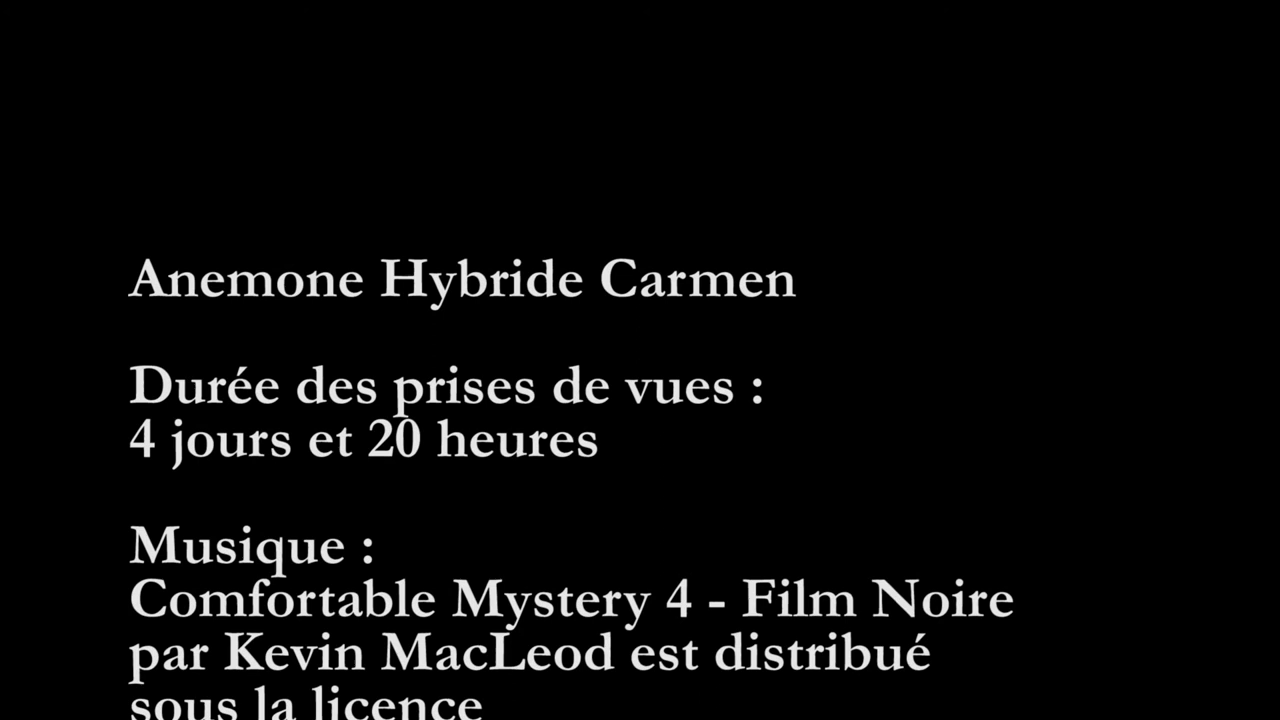 Anemone Hybride Carmen
Durée des prises de vues :
4 jours et 20 heures
Musique :
Comfortable Mystery 4 - Film Noire
par Kevin MacLeod est distribué
sous la licence